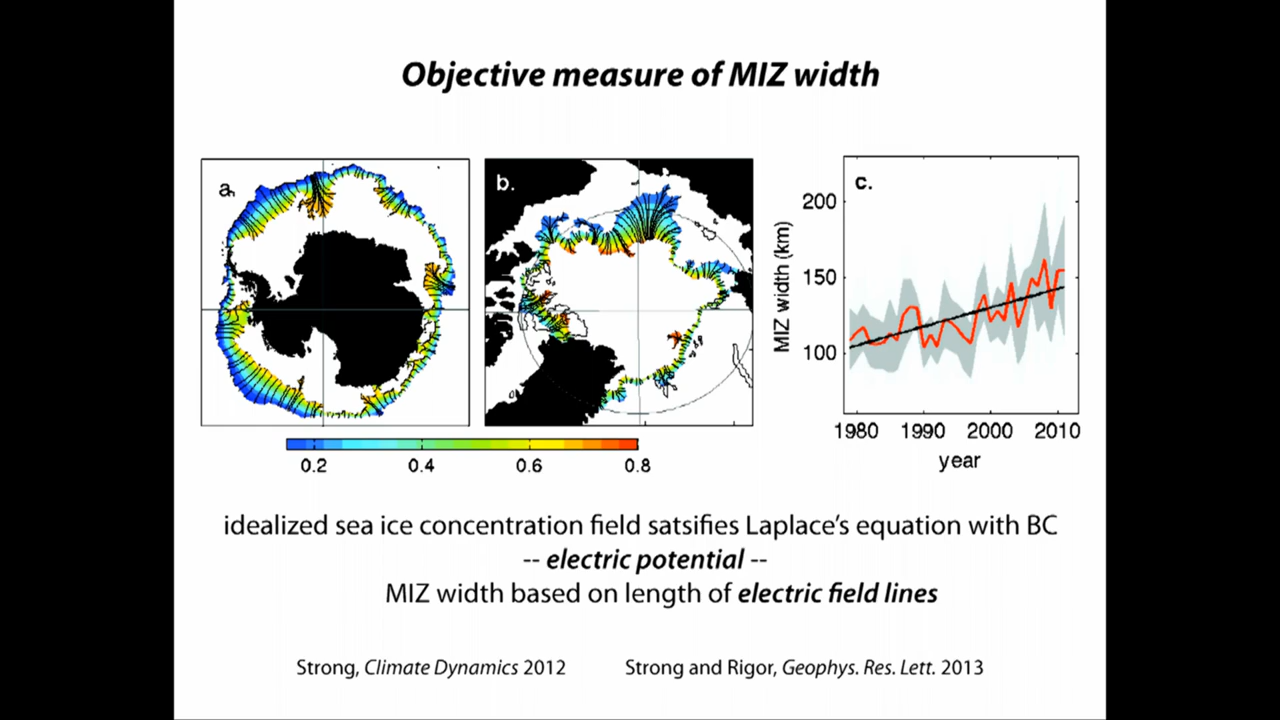 Objective measure of MIZ width
a.
b.
c.
MIZ width (km)
200
150
100
1980 1990 2000 2010
year
0.2 0.4 0.6 0.8
idealized sea ice concentration field satsifies Laplace's equation with BC
-- electric potential --
MIZ width based on length of electric field lines
Strong, Climate Dynamics 2012
Strong and Rigor, Geophys. Res. Lett. 2013